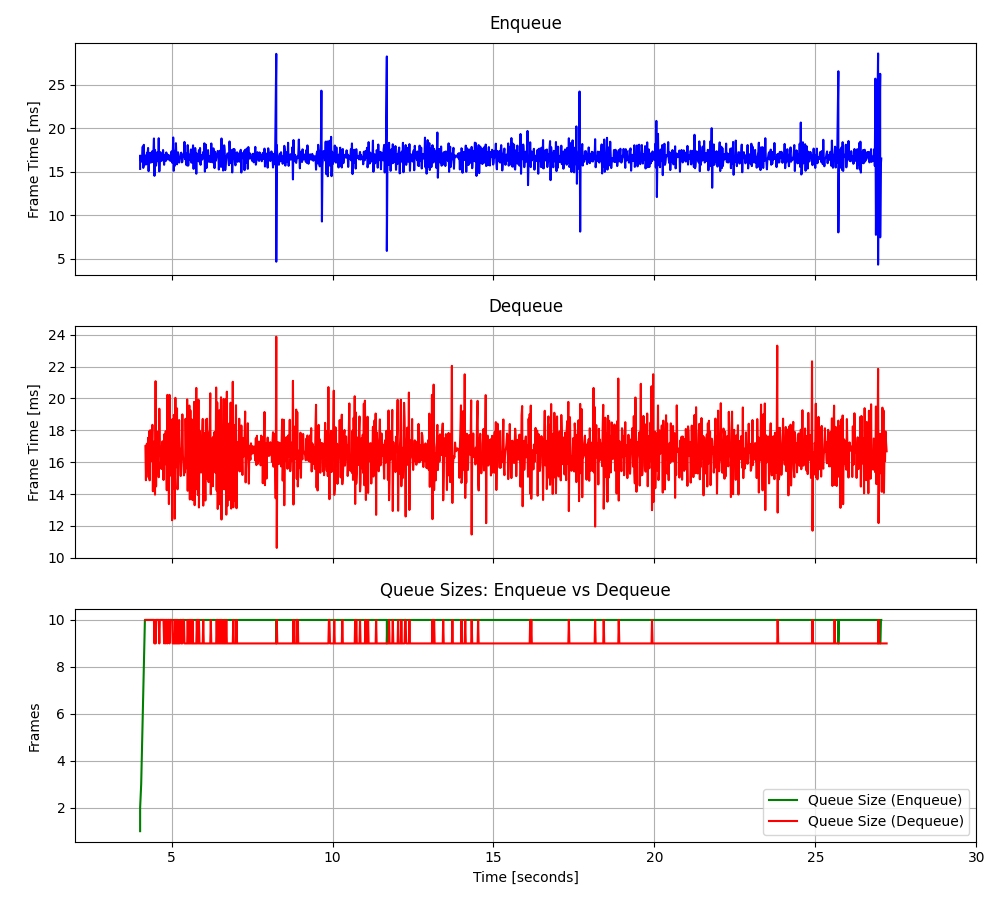 Enqueue
Frame Time [ms]
25
20
15
10
5
Dequeue
Frame Time [ms]
24
22
20
18
16
14
12
10
Queue Sizes: Enqueue vs Dequeue
Frames
10
8
6
4
2
Queue Size (Enqueue)
Queue Size (Dequeue)
5 10 15 20 25 30
Time [seconds]